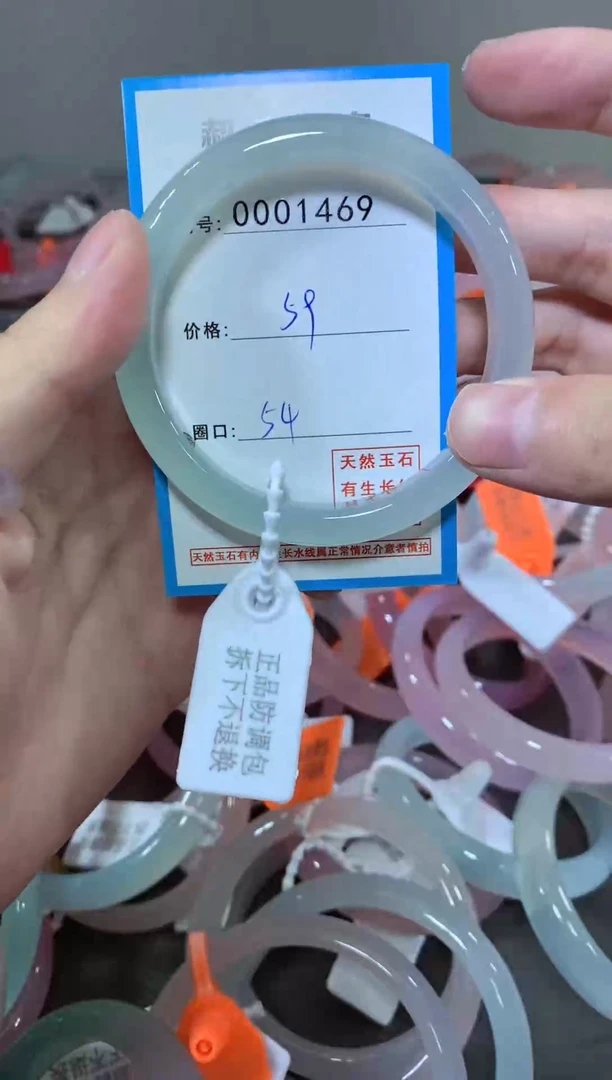 号: 0001469
价格: 59
圈口: 54
天然玉石
有生长
天然玉石有内
长水线属正常情况介意者慎拍
正品防调包
拆下不退换